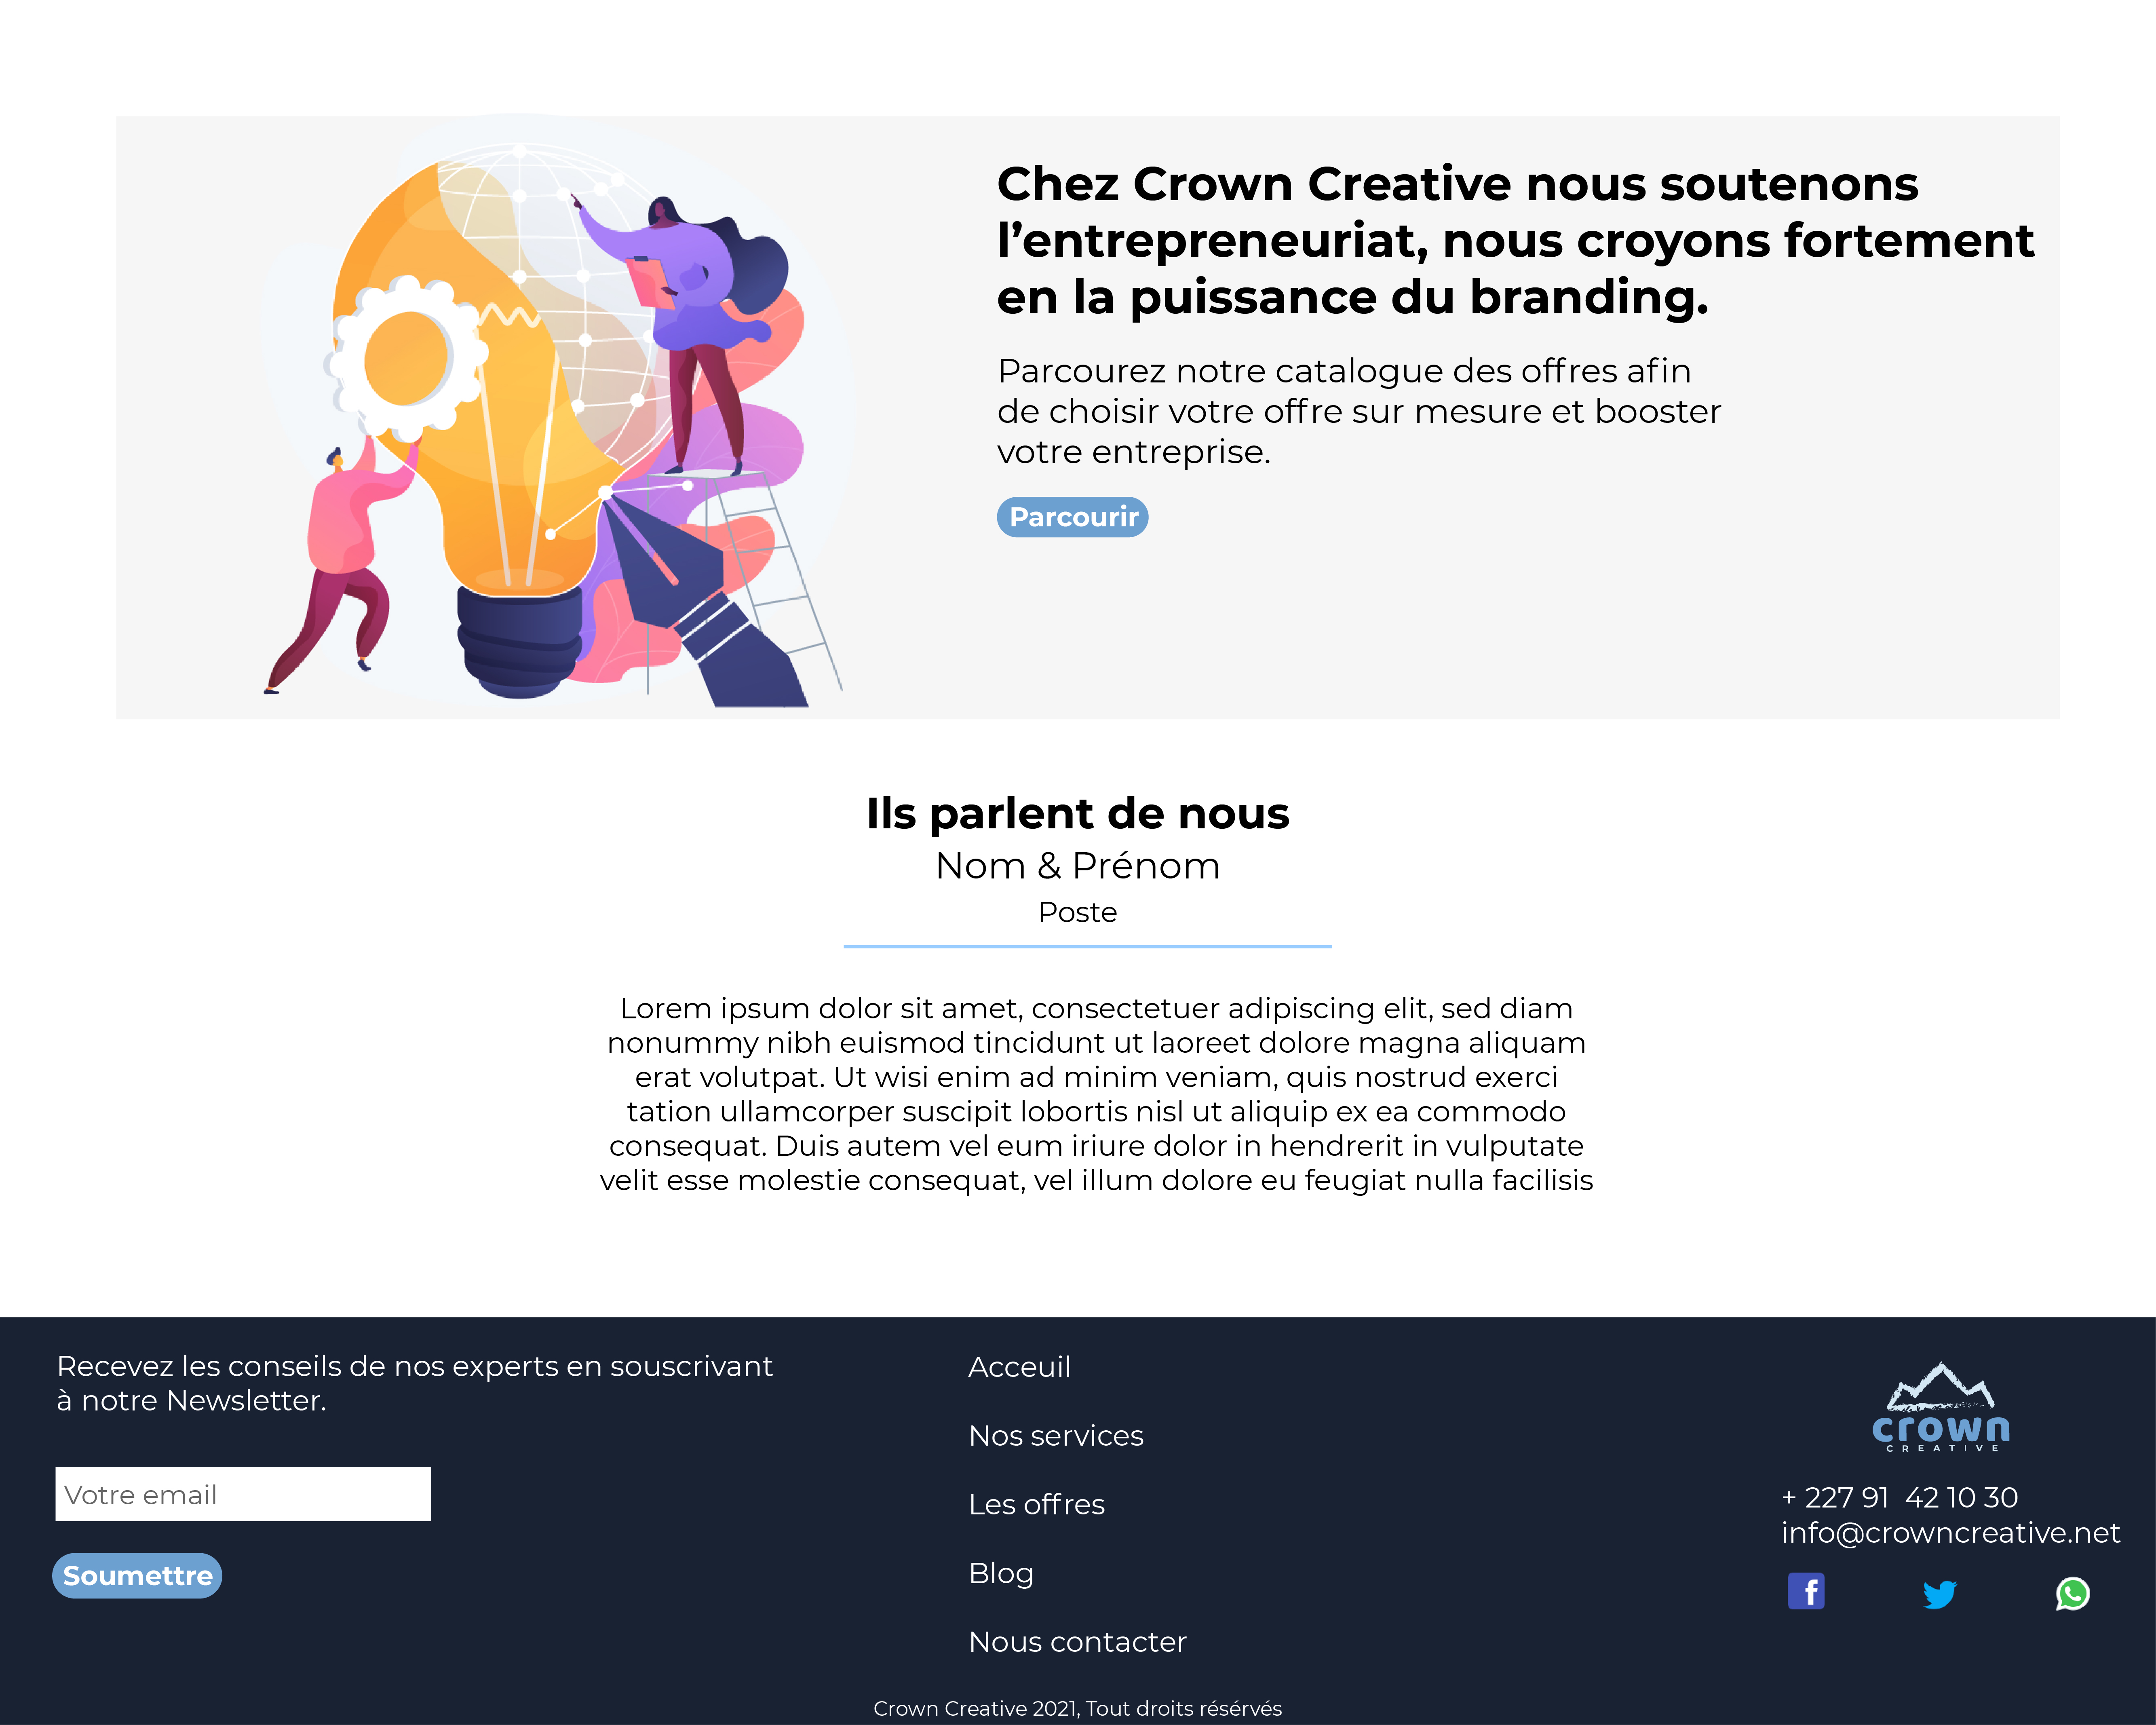 Chez Crown Creative nous soutenons
l’entrepreneuriat, nous croyons fortement
en la puissance du branding.
Parcourez notre catalogue des offres afin
de choisir votre offre sur mesure et booster
votre entreprise.
Parcourir
Ils parlent de nous
Nom & Prénom
Poste
Lorem ipsum dolor sit amet, consectetuer adipiscing elit, sed diam
nonummy nibh euismod tincidunt ut laoreet dolore magna aliquam
erat volutpat. Ut wisi enim ad minim veniam, quis nostrud exerci
tation ullamcorper suscipit lobortis nisl ut aliquip ex ea commodo
consequat. Duis autem vel eum iriure dolor in hendrerit in vulputate
velit esse molestie consequat, vel illum dolore eu feugiat nulla facilisis
Recevez les conseils de nos experts en souscrivant
à notre Newsletter.
Votre email
Soumettre
Acceuil
Nos services
Les offres
Blog
Nous contacter
crown
CREATIVE
+ 227 91  42 10 30
info@crowncreative.net
Crown Creative 2021, Tout droits résérvés